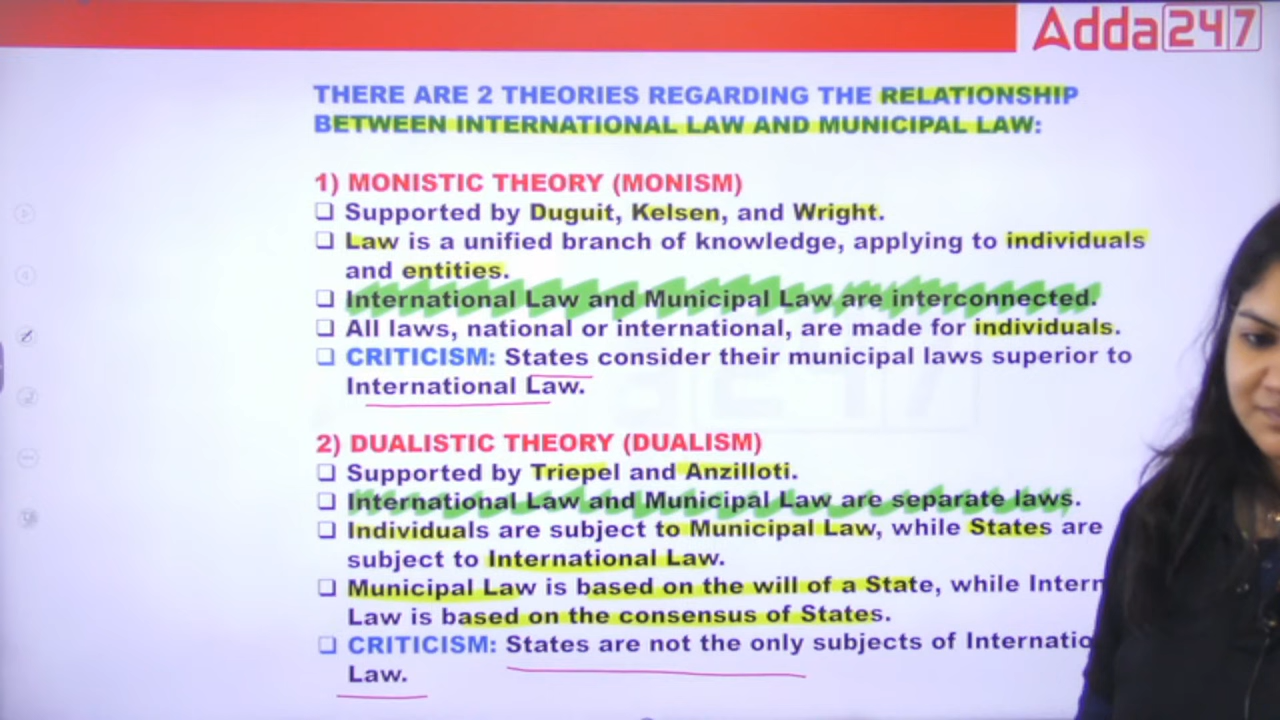 Adda247
THERE ARE 2 THEORIES REGARDING THE RELATIONSHIP
BETWEEN INTERNATIONAL LAW AND MUNICIPAL LAW:
1) MONISTIC THEORY (MONISM)
❑ Supported by Duguit, Kelsen, and Wright.
❑ Law is a unified branch of knowledge, applying to individuals
and entities.
❑ International Law and Municipal Law are interconnected.
❑ All laws, national or international, are made for individuals.
❑ CRITICISM: States consider their municipal laws superior to
International Law.
2) DUALISTIC THEORY (DUALISM)
❑ Supported by Triepel and Anzilloti.
❑ International Law and Municipal Law are separate laws.
❑ Individuals are subject to Municipal Law, while States are
subject to International Law.
❑ Municipal Law is based on the will of a State, while Intern
Law is based on the consensus of States.
❑ CRITICISM: States are not the only subjects of Internatio
Law.